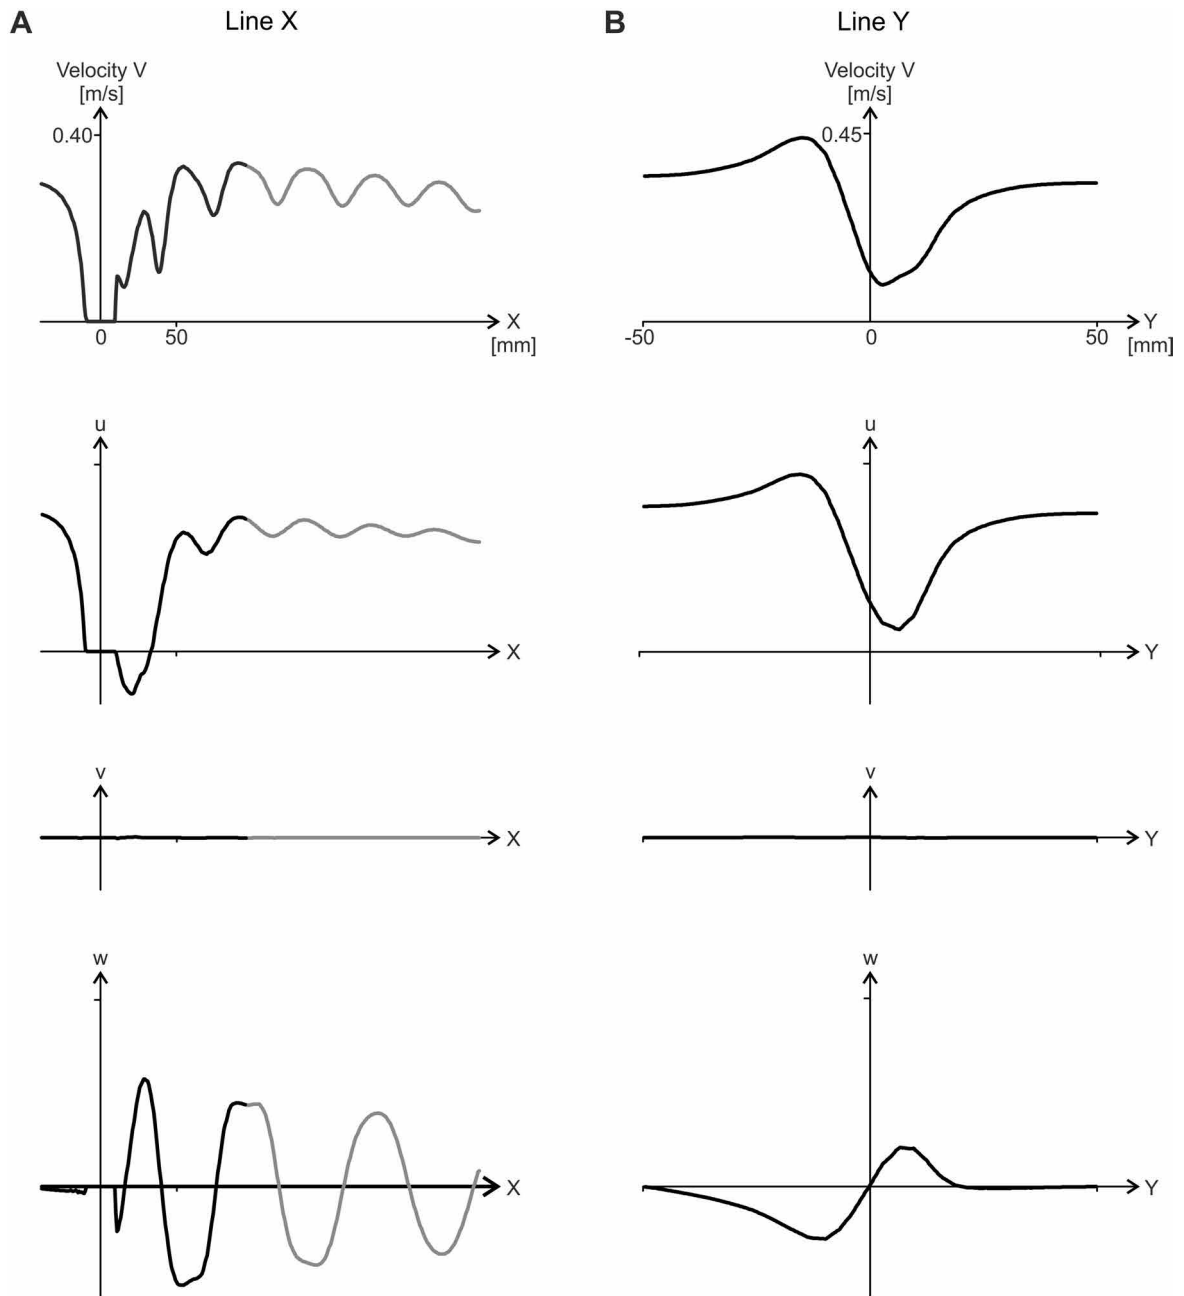 A
Line X
B
Line Y
Velocity V
[m/s]
0.40
X
0
50
[mm]
Velocity V
[m/s]
0.45
Y
-50
0
50
[mm]
u
X
u
Y
v
X
v
Y
w
X
w
Y